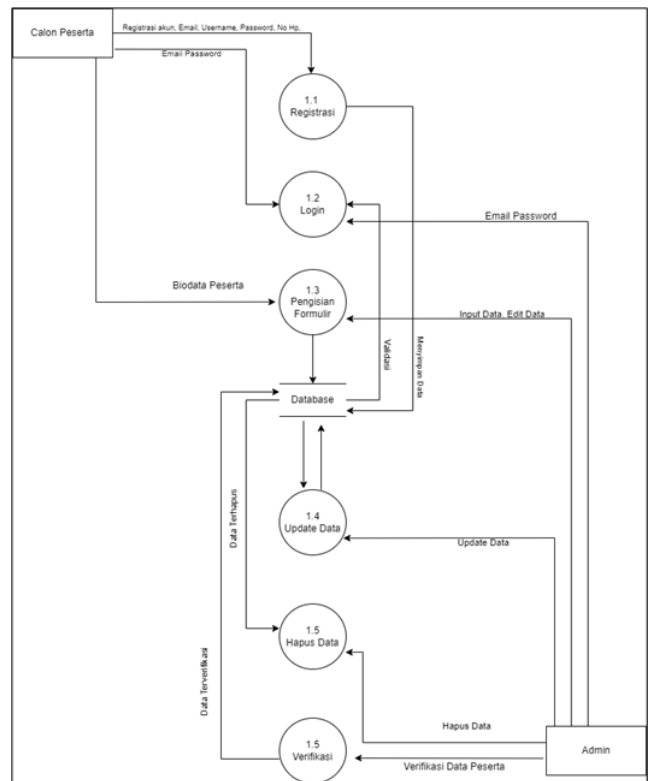 Calon Peserta
Registrasi akun, Email, Username, Password, No Hp,
Email Password
1.1
Registrasi
1.2
Login
Email Password
Biodata Peserta
1.3
Pengisian
Formulir
Input Data, Edit Data
Validasi
Menyimpan Data
Database
Data Terhapus
1.4
Update Data
Update Data
1.5
Hapus Data
Data Terverifikasi
Hapus Data
1.5
Verifikasi
Verifikasi Data Peserta
Admin